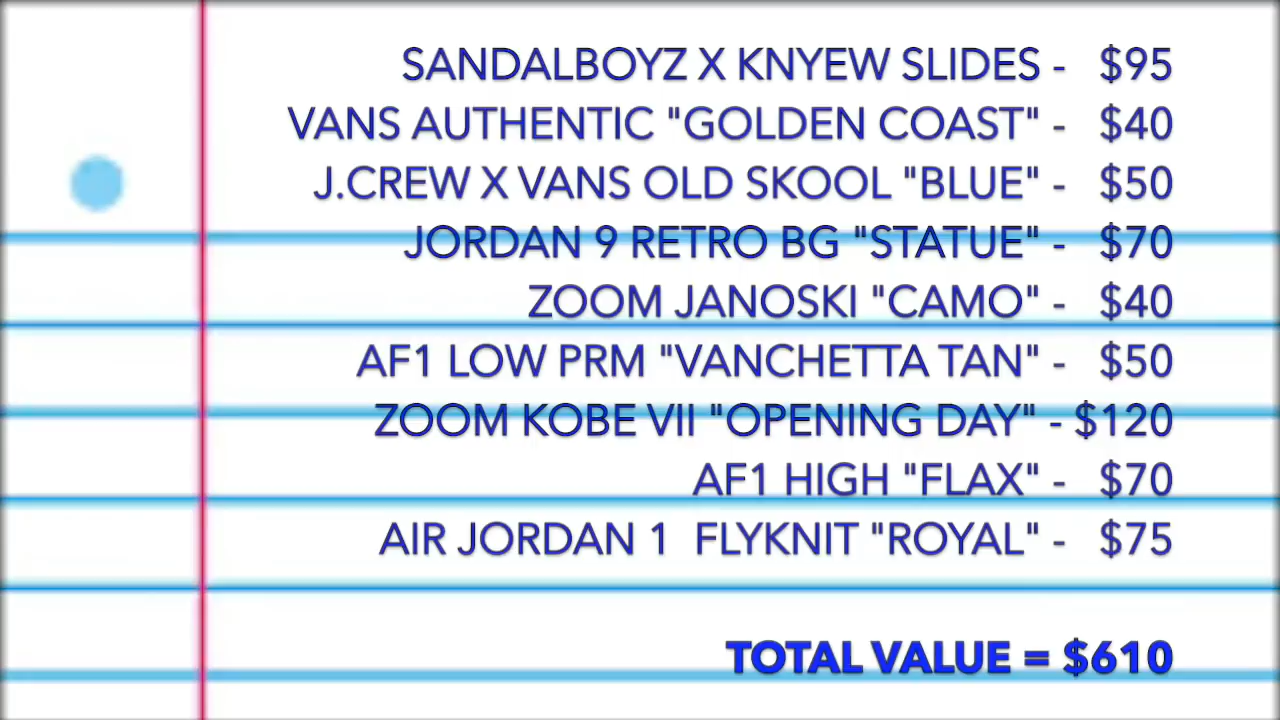 SANDALBOYZ X KNYEW SLIDES - $95
VANS AUTHENTIC "GOLDEN COAST" - $40
J.CREW X VANS OLD SKOOL "BLUE" - $50
JORDAN 9 RETRO BG "STATUE" - $70
ZOOM JANOSKI "CAMO" - $40
AF1 LOW PRM "VANCHETTA TAN" - $50
ZOOM KOBE VII "OPENING DAY" - $120
AF1 HIGH "FLAX" - $70
AIR JORDAN 1 FLYKNIT "ROYAL" - $75
TOTAL VALUE = $610